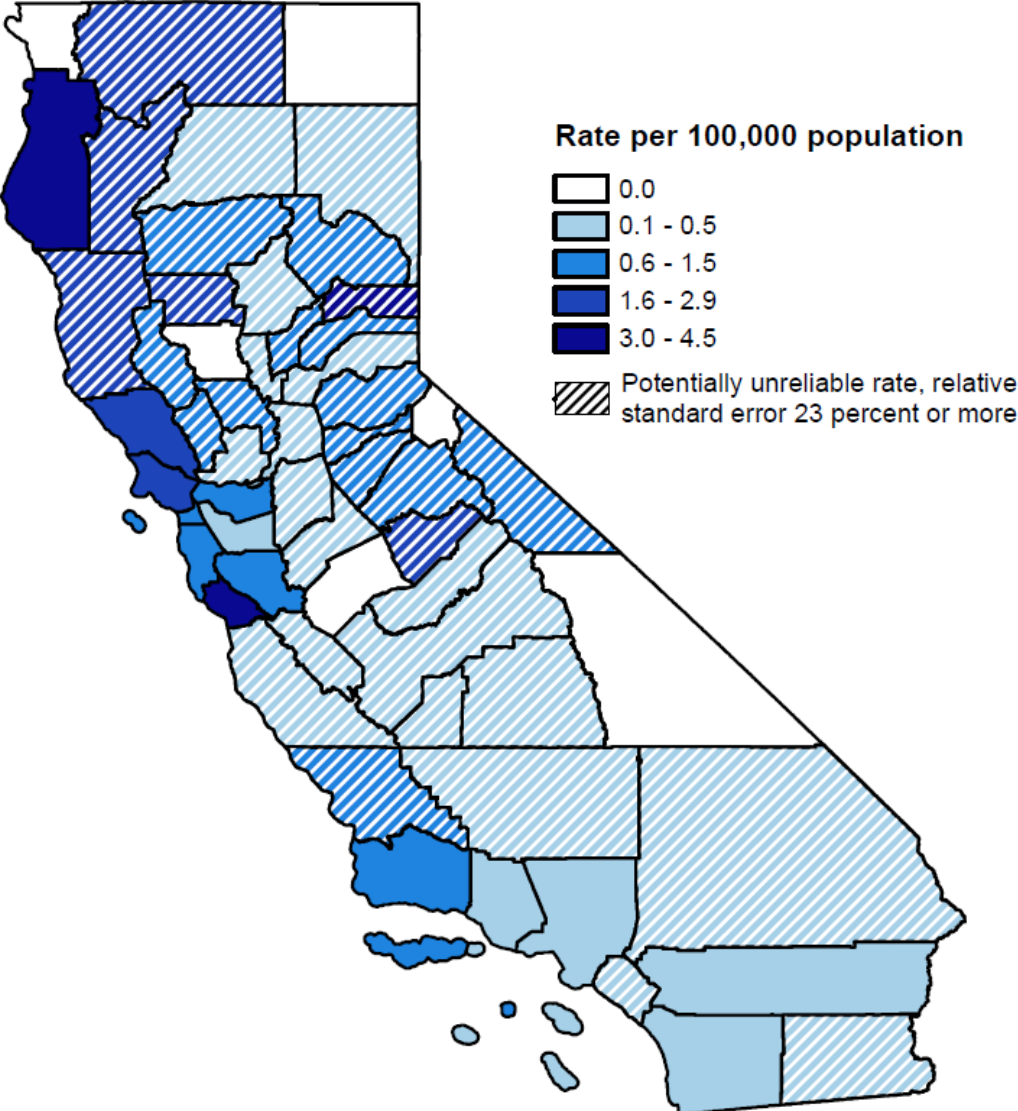 Rate per 100,000 population
0.0
0.1 - 0.5
0.6 - 1.5
1.6 - 2.9
3.0 - 4.5
Potentially unreliable rate, relative
standard error 23 percent or more